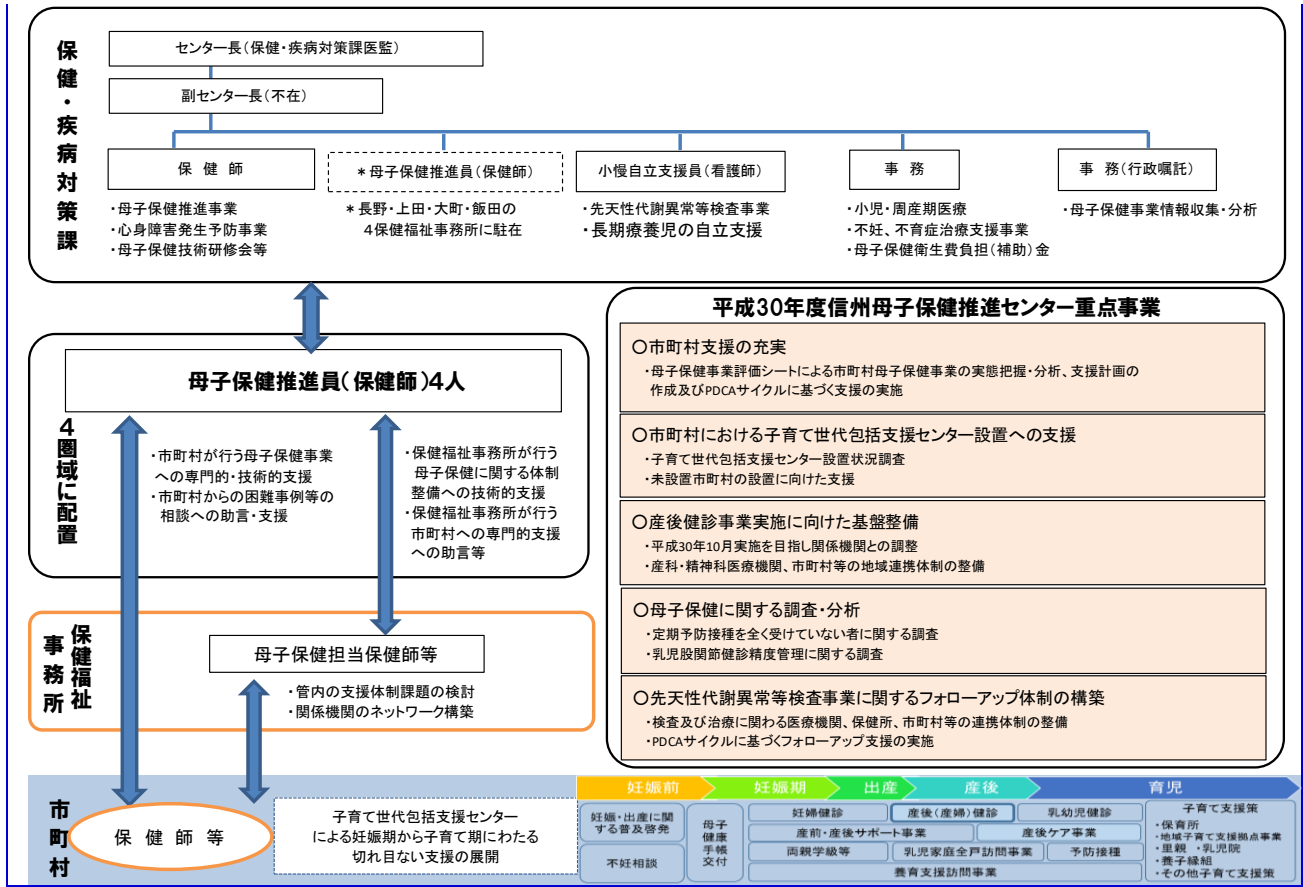 保健・疾病対策課
センター長(保健・疾病対策課医監)
副センター長(不在)
保 健 師
・母子保健推進事業
・心身障害発生予防事業
・母子保健技術研修会等
＊母子保健推進員(保健師)
＊長野・上田・大町・飯田の
4保健福祉事務所に駐在
小慢自立支援員(看護師)
・先天性代謝異常等検査事業
・長期療養児の自立支援
事 務
・小児・周産期医療
・不妊、不育症治療支援事業
・母子保健衛生費負担(補助)金
事 務(行政嘱託)
・母子保健事業情報収集・分析
4圏域に配置
母子保健推進員(保健師)4人
・市町村が行う母子保健事業
への専門的・技術的支援
・市町村からの困難事例等の
相談への助言・支援
・保健福祉事務所が行う
母子保健に関する体制
整備への技術的支援
・保健福祉事務所が行う
市町村への専門的支援
への助言等
保健福祉
事務所
母子保健担当保健師等
・管内の支援体制課題の検討
・関係機関のネットワーク構築
平成30年度信州母子保健推進センター重点事業
〇市町村支援の充実
・母子保健事業評価シートによる市町村母子保健事業の実態把握・分析、支援計画の
作成及びPDCAサイクルに基づく支援の実施
〇市町村における子育て世代包括支援センター設置への支援
・子育て世代包括支援センター設置状況調査
・未設置市町村の設置に向けた支援
〇産後健診事業実施に向けた基盤整備
・平成30年10月実施を目指し関係機関との調整
・産科・精神科医療機関、市町村等の地域連携体制の整備
〇母子保健に関する調査・分析
・定期予防接種を全く受けていない者に関する調査
・乳児股関節健診精度管理に関する調査
〇先天性代謝異常等検査事業に関するフォローアップ体制の構築
・検査及び治療に関わる医療機関、保健所、市町村等の連携体制の整備
・PDCAサイクルに基づくフォローアップ支援の実施
市町村
保 健 師 等
子育て世代包括支援センター
による妊娠期から子育て期にわたる
切れ目ない支援の展開
妊娠前
妊娠期
出産
産後
育児
妊娠・出産に関
する普及啓発
不妊相談
母子
健康
手帳
交付
妊婦健診
産後(産婦)健診
乳幼児健診
産前・産後サポート事業
産後ケア事業
両親学級等
乳児家庭全戸訪問事業
予防接種
養育支援訪問事業
子育て支援策
・保育所
・地域子育て支援拠点事業
・里親 ・乳児院
・養子縁組
・その他子育て支援策